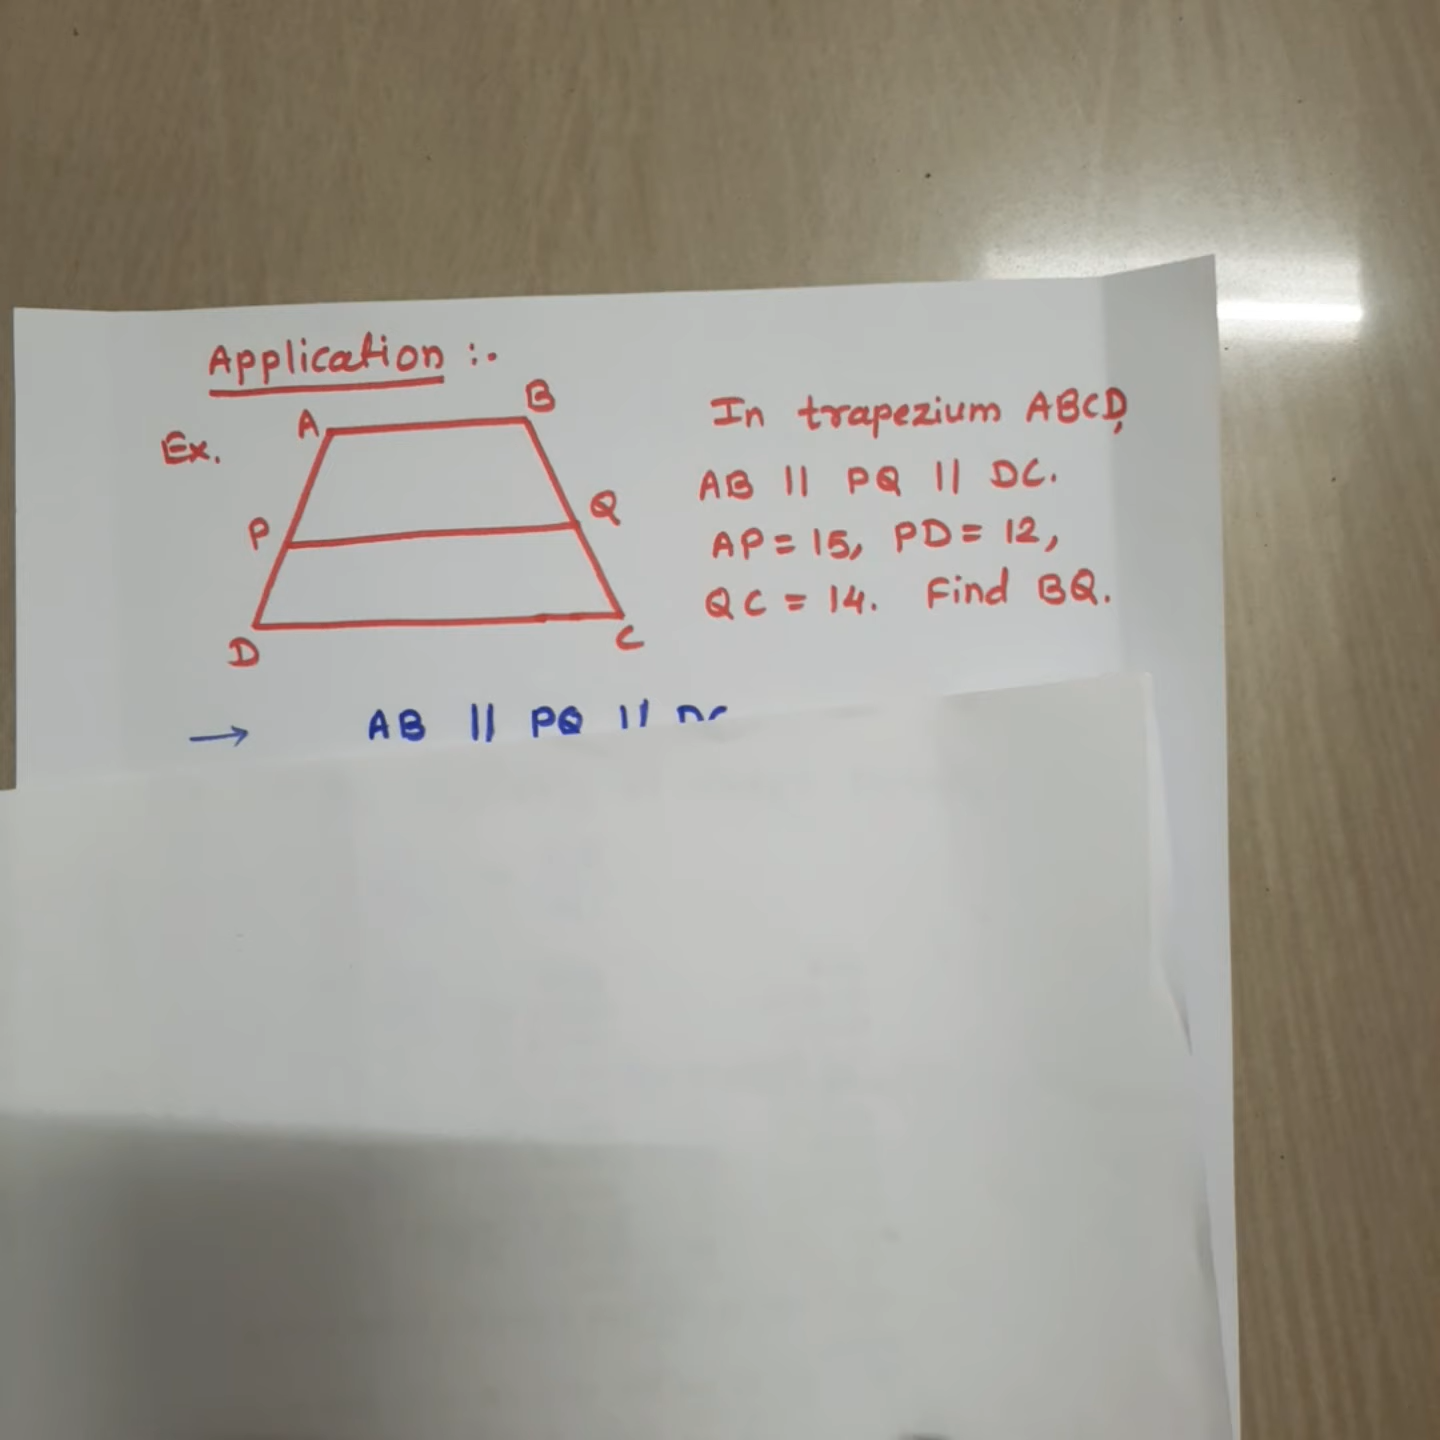 Application :.
Ex.
A
B
P
Q
D
C
In trapezium ABCD,
AB || PQ || DC.
AP = 15, PD = 12,
QC = 14. Find BQ.
→ AB || PQ ||